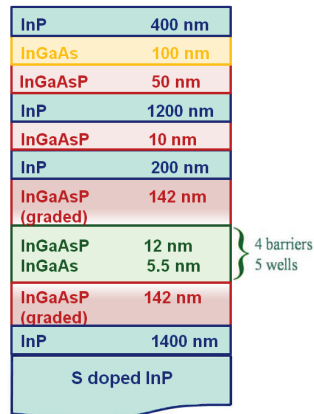 InP 400 nm
InGaAs 100 nm
InGaAsP 50 nm
InP 1200 nm
InGaAsP 10 nm
InP 200 nm
InGaAsP 142 nm
(graded)
InGaAsP 12 nm
InGaAs 5.5 nm
4 barriers
5 wells
InGaAsP 142 nm
(graded)
InP 1400 nm
S doped InP